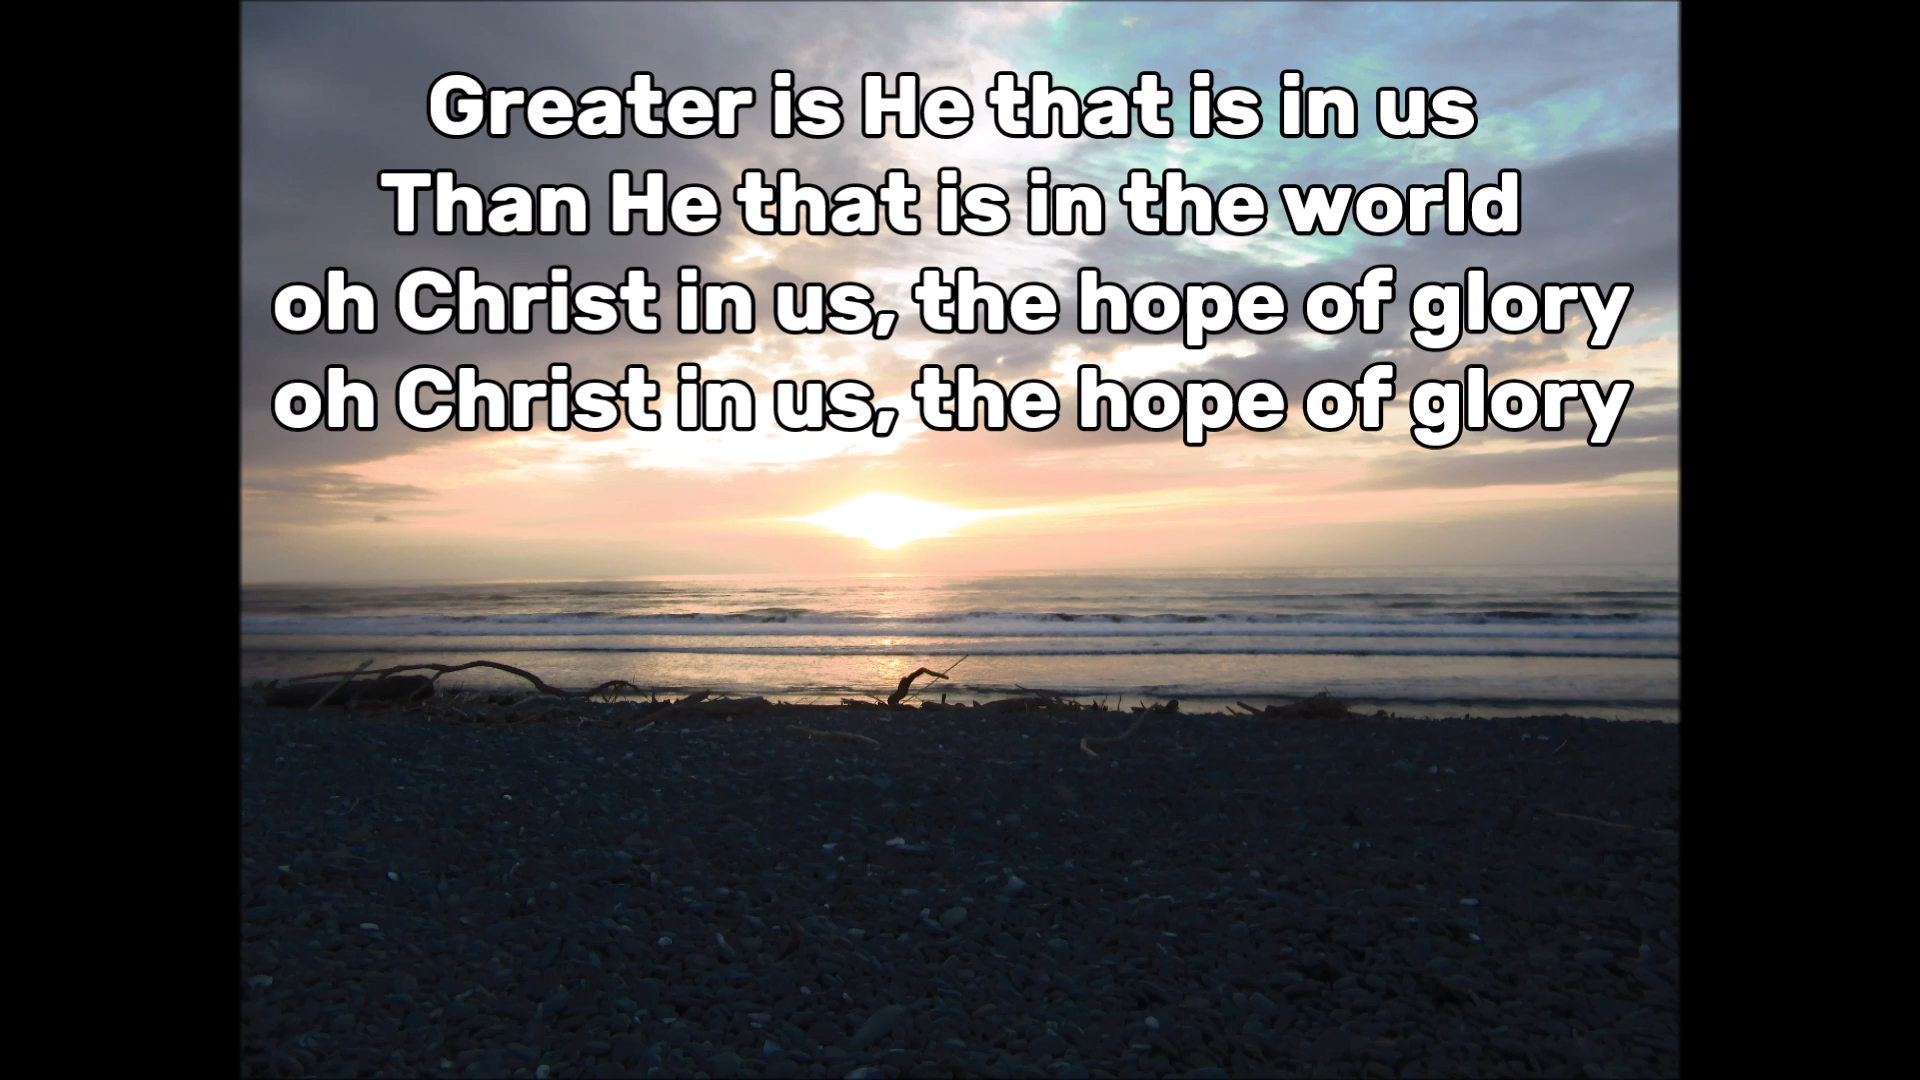 Greater is He that is in us
Than He that is in the world
oh Christ in us, the hope of glory
oh Christ in us, the hope of glory